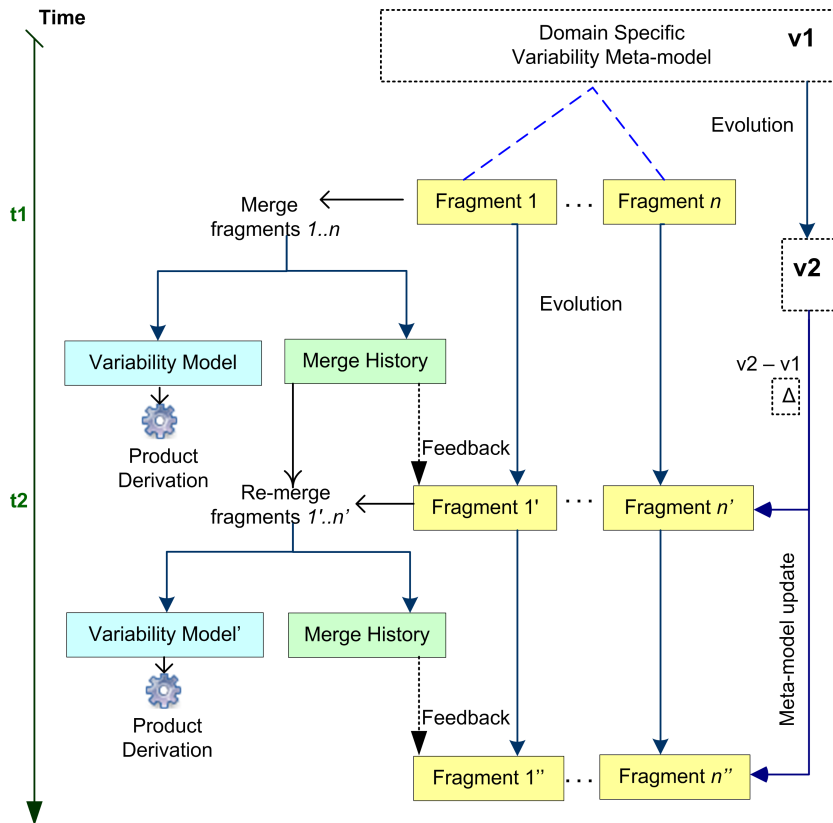 Time
Domain Specific
Variability Meta-model
v1
Evolution
t1
Merge
fragments 1..n
Fragment 1
. . .
Fragment n
v2
Evolution
Variability Model
Merge History
v2 – v1
Δ
Product
Derivation
Feedback
t2
Re-merge
fragments 1'..n’
Fragment 1'
. . .
Fragment n’
Meta-model update
Variability Model’
Merge History
Product
Derivation
Feedback
Fragment 1’’
. . .
Fragment n’’